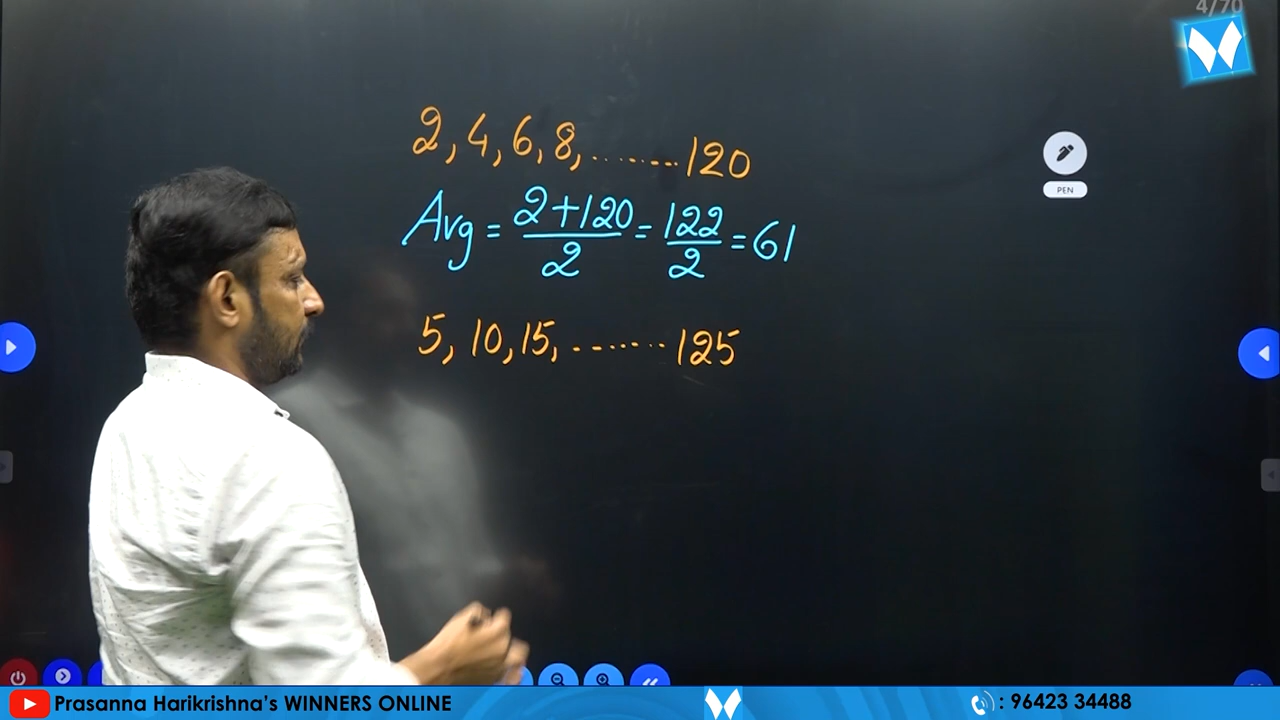 4/70
2, 4, 6, 8, ........120
Avg = 2+120/2 = 122/2 = 61
PEN
5, 10, 15, ....... 125
Prasanna Harikrishna's WINNERS ONLINE
: 96423 34488